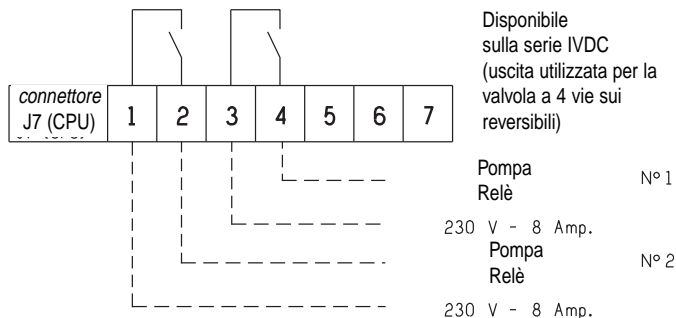 Disponibile
sulla serie IVDC
(uscita utilizzata per la
valvola a 4 vie sui
reversibili)
connettore
J7 (CPU)
1 2 3 4 5 6 7
Pompa
Relè
N° 1
230 V - 8 Amp.
Pompa
Relè
N° 2
230 V - 8 Amp.